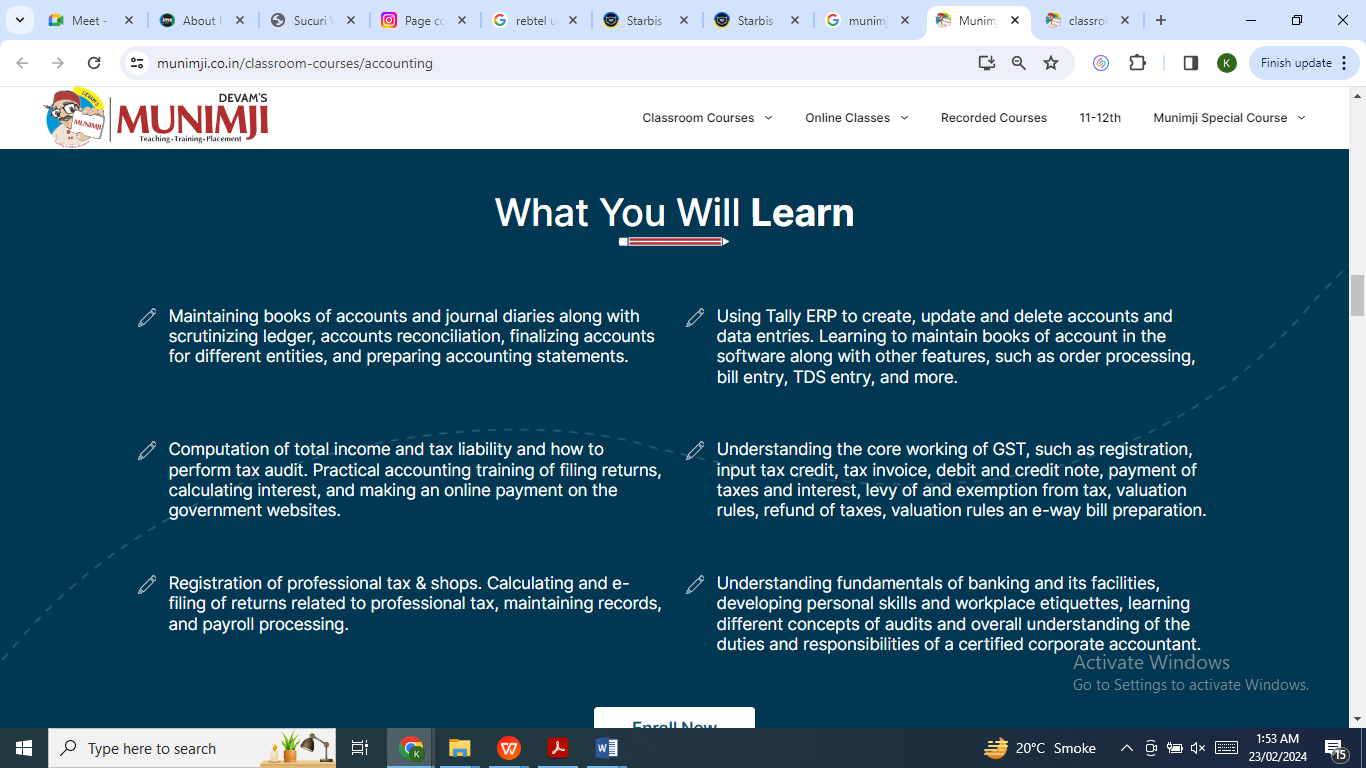 Meet -
About
Sucuri
Page co
rebtel u
Starbis
Starbis
munim
Munim
classroo
munimji.co.in/classroom-courses/accounting
K
Finish update
DEVAM'S
MUNIMJI
MUNIMJI
DEVAM'S
Teaching • Training • Placement
Classroom Courses
Online Classes
Recorded Courses
11-12th
Munimji Special Course
What You Will Learn
Maintaining books of accounts and journal diaries along with
scrutinizing ledger, accounts reconciliation, finalizing accounts
for different entities, and preparing accounting statements.
Using Tally ERP to create, update and delete accounts and
data entries. Learning to maintain books of account in the
software along with other features, such as order processing,
bill entry, TDS entry, and more.
Computation of total income and tax liability and how to
perform tax audit. Practical accounting training of filing returns,
calculating interest, and making an online payment on the
government websites.
Understanding the core working of GST, such as registration,
input tax credit, tax invoice, debit and credit note, payment of
taxes and interest, levy of and exemption from tax, valuation
rules, refund of taxes, valuation rules an e-way bill preparation.
Registration of professional tax & shops. Calculating and e-
filing of returns related to professional tax, maintaining records,
and payroll processing.
Understanding fundamentals of banking and its facilities,
developing personal skills and workplace etiquettes, learning
different concepts of audits and overall understanding of the
duties and responsibilities of a certified corporate accountant.
Activate Windows
Go to Settings to activate Windows.
Enroll Now
Type here to search
20°C Smoke
1:53 AM
23/02/2024
15